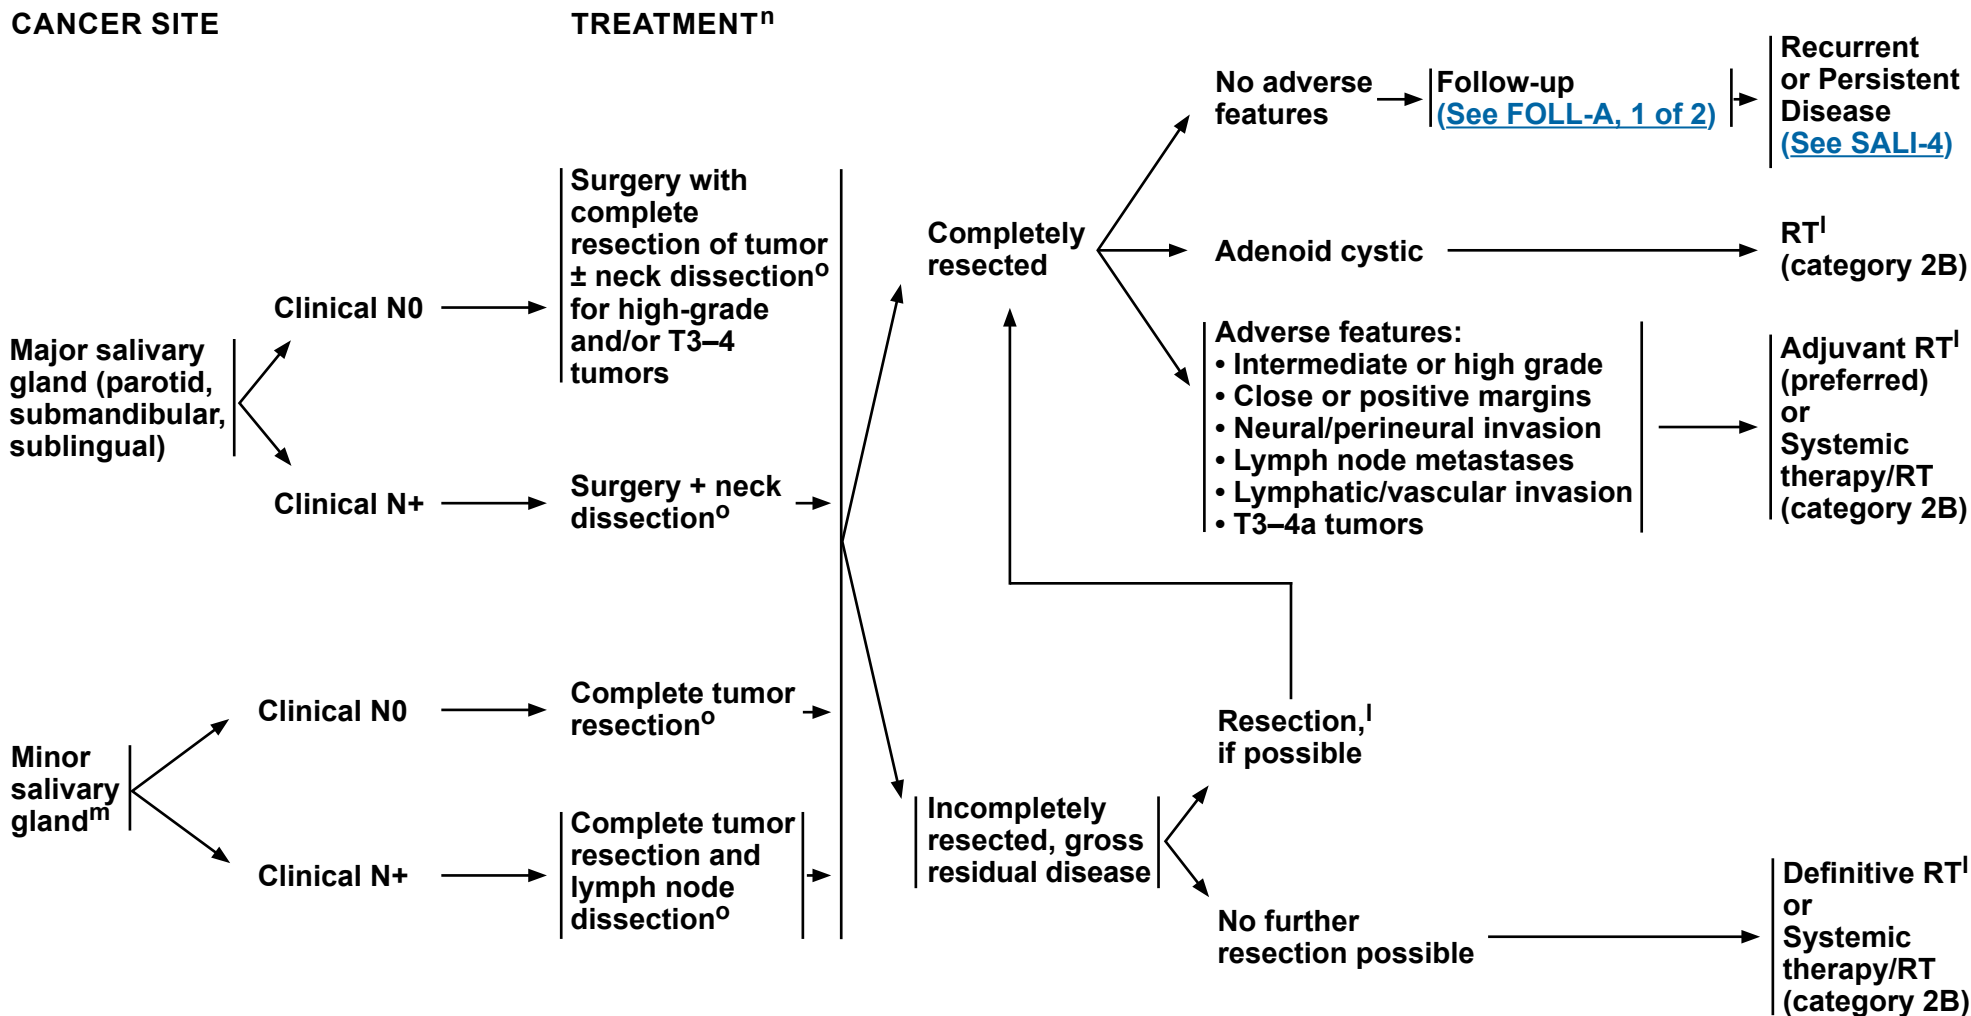 CANCER SITE
TREATMENTⁿ
Major salivary
gland (parotid,
submandibular,
sublingual)
Clinical N0
Surgery with
complete
resection of tumor
± neck dissectionᵒ
for high-grade
and/or T3–4
tumors
Clinical N+
Surgery + neck
dissectionᵒ
Minor
salivary
glandᵐ
Clinical N0
Complete tumor
resectionᵒ
Clinical N+
Complete tumor
resection and
lymph node
dissectionᵒ
Completely
resected
No adverse
features
Follow-up
(See FOLL-A, 1 of 2)
Recurrent
or Persistent
Disease
(See SALI-4)
Adenoid cystic
RTˡ
(category 2B)
Adverse features:
• Intermediate or high grade
• Close or positive margins
• Neural/perineural invasion
• Lymph node metastases
• Lymphatic/vascular invasion
• T3–4a tumors
Adjuvant RTˡ
(preferred)
or
Systemic
therapy/RT
(category 2B)
Incompletely
resected, gross
residual disease
Resection,ˡ
if possible
No further
resection possible
Definitive RTˡ
or
Systemic
therapy/RT
(category 2B)